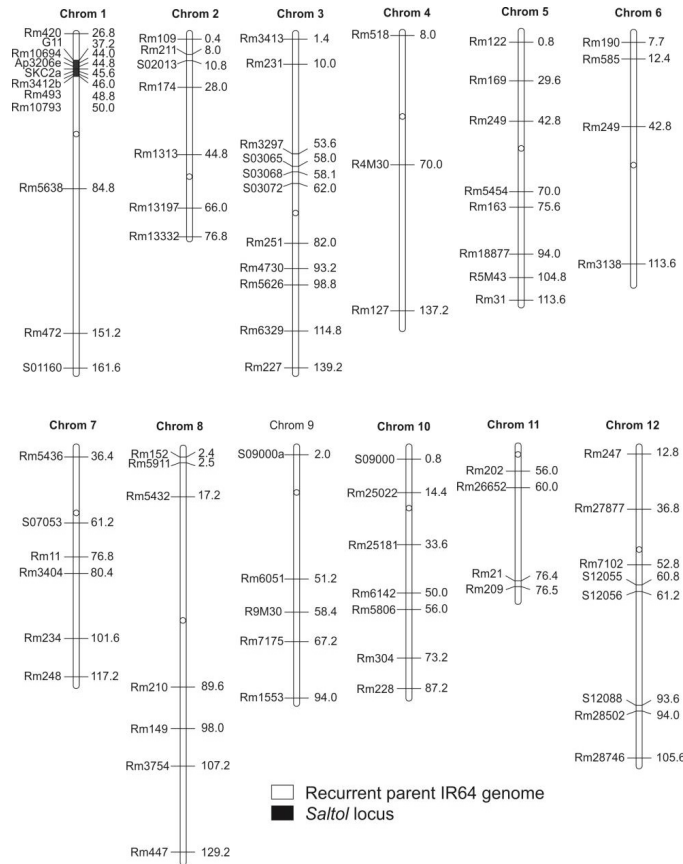 Chrom 1
Rm420 26.8
G11 37.2
Rm10694 44.0
Ap3206e 44.8
SKC2a 45.6
Rm3412b 46.0
Rm493 48.8
Rm10793 50.0
Rm5638 84.8
Rm472 151.2
S01160 161.6
Chrom 2
Rm109 0.4
Rm211 8.0
S02013 10.8
Rm174 28.0
Rm1313 44.8
Rm13197 66.0
Rm13332 76.8
Chrom 3
Rm3413 1.4
Rm231 10.0
Rm3297 53.6
S03065 58.0
S03068 58.1
S03072 62.0
Rm251 82.0
Rm4730 93.2
Rm5626 98.8
Rm6329 114.8
Rm227 139.2
Chrom 4
Rm518 8.0
R4M30 70.0
Rm127 137.2
Chrom 5
Rm122 0.8
Rm169 29.6
Rm249 42.8
Rm5454 70.0
Rm163 75.6
Rm18877 94.0
R5M43 104.8
Rm31 113.6
Chrom 6
Rm190 7.7
Rm585 12.4
Rm249 42.8
Rm3138 113.6
Chrom 7
Rm5436 36.4
S07053 61.2
Rm11 76.8
Rm3404 80.4
Rm234 101.6
Rm248 117.2
Chrom 8
Rm152 2.4
Rm5911 2.5
Rm5432 17.2
Rm210 89.6
Rm149 98.0
Rm3754 107.2
Rm447 129.2
Chrom 9
S09000a 2.0
Rm6051 51.2
R9M30 58.4
Rm7175 67.2
Rm1553 94.0
Chrom 10
S09000 0.8
Rm25022 14.4
Rm25181 33.6
Rm6142 50.0
Rm5806 56.0
Rm304 73.2
Rm228 87.2
Chrom 11
Rm202 56.0
Rm26652 60.0
Rm21 76.4
Rm209 76.5
Chrom 12
Rm247 12.8
Rm27877 36.8
Rm7102 52.8
S12055 60.8
S12056 61.2
S12088 93.6
Rm28502 94.0
Rm28746 105.6
Recurrent parent IR64 genome
Saltol locus